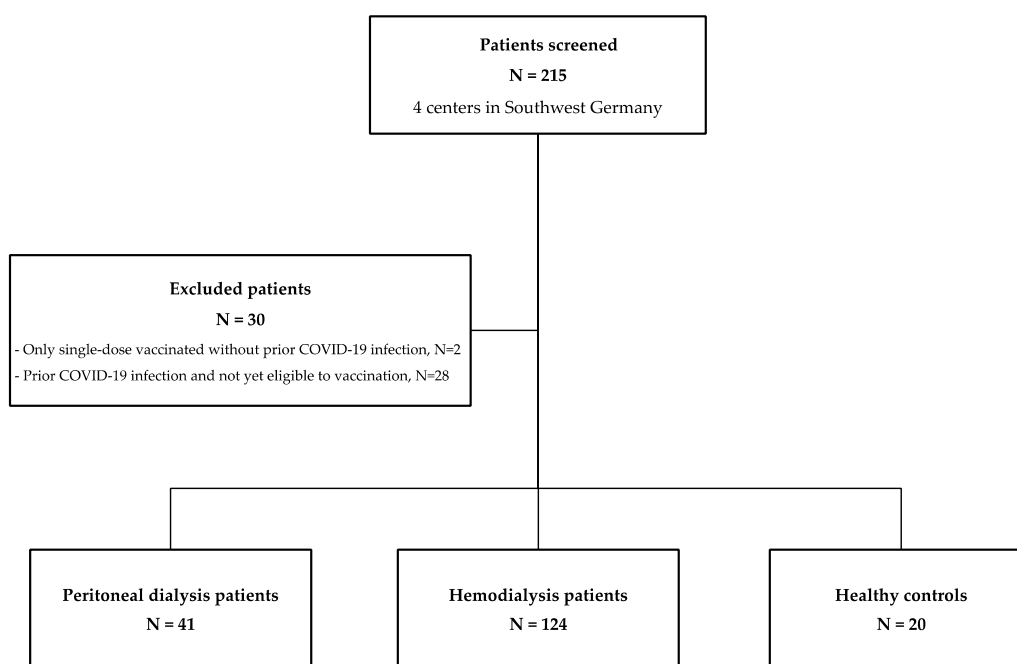 Patients screened
N = 215
4 centers in Southwest Germany
Excluded patients
N = 30
- Only single-dose vaccinated without prior COVID-19 infection, N=2
- Prior COVID-19 infection and not yet eligible to vaccination, N=28
Peritoneal dialysis patients
N = 41
Hemodialysis patients
N = 124
Healthy controls
N = 20